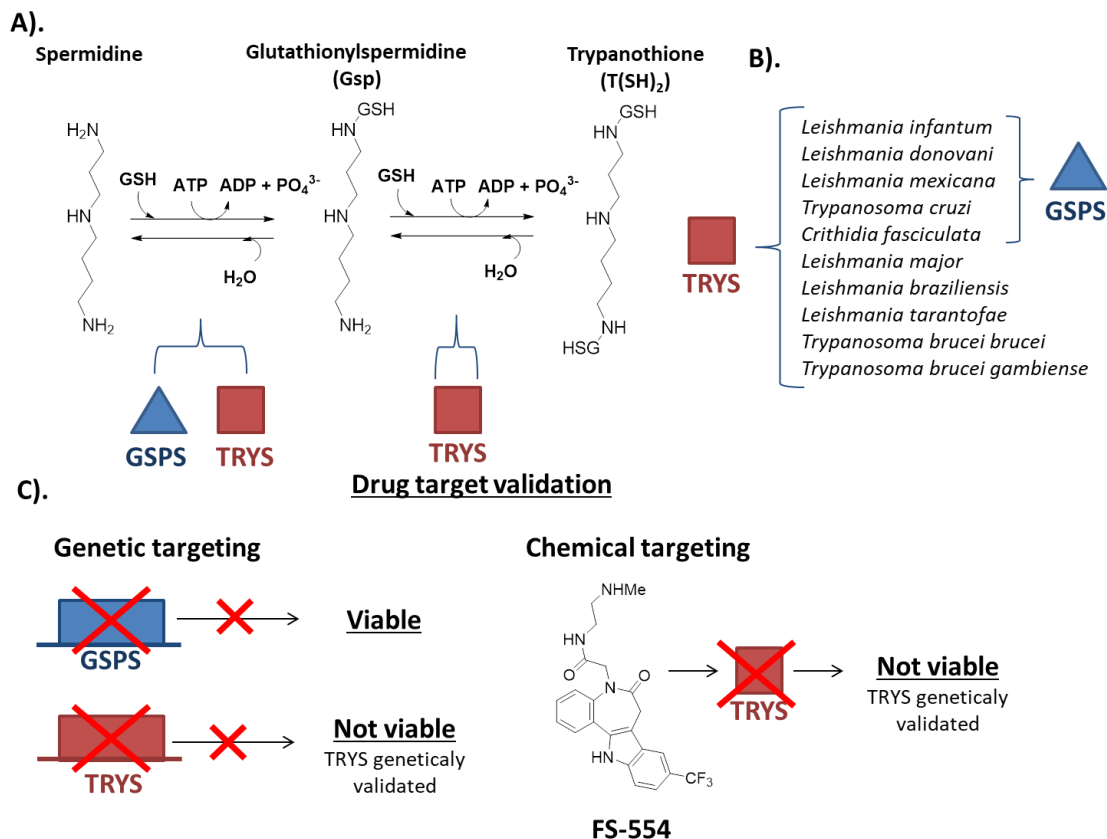 A).
Spermidine
Glutathionylspermidine
(Gsp)
Trypanothione
(T(SH)₂)
H₂N
HN
NH₂
GSH
ATP
ADP + PO₄³⁻
H₂O
GSH
HN
HN
NH₂
GSH
ATP
ADP + PO₄³⁻
H₂O
GSH
HN
HN
NH
HSG
GSPS
TRYS
TRYS
B).
TRYS
Leishmania infantum
Leishmania donovani
Leishmania mexicana
Trypanosoma cruzi
Crithidia fasciculata
Leishmania major
Leishmania braziliensis
Leishmania tarantofae
Trypanosoma brucei brucei
Trypanosoma brucei gambiense
GSPS
C).
Drug target validation
Genetic targeting
GSPS
Viable
TRYS
Not viable
TRYS geneticaly
validated
Chemical targeting
NHMe
HN
O
N
O
HN
CF₃
FS-554
TRYS
Not viable
TRYS geneticaly
validated